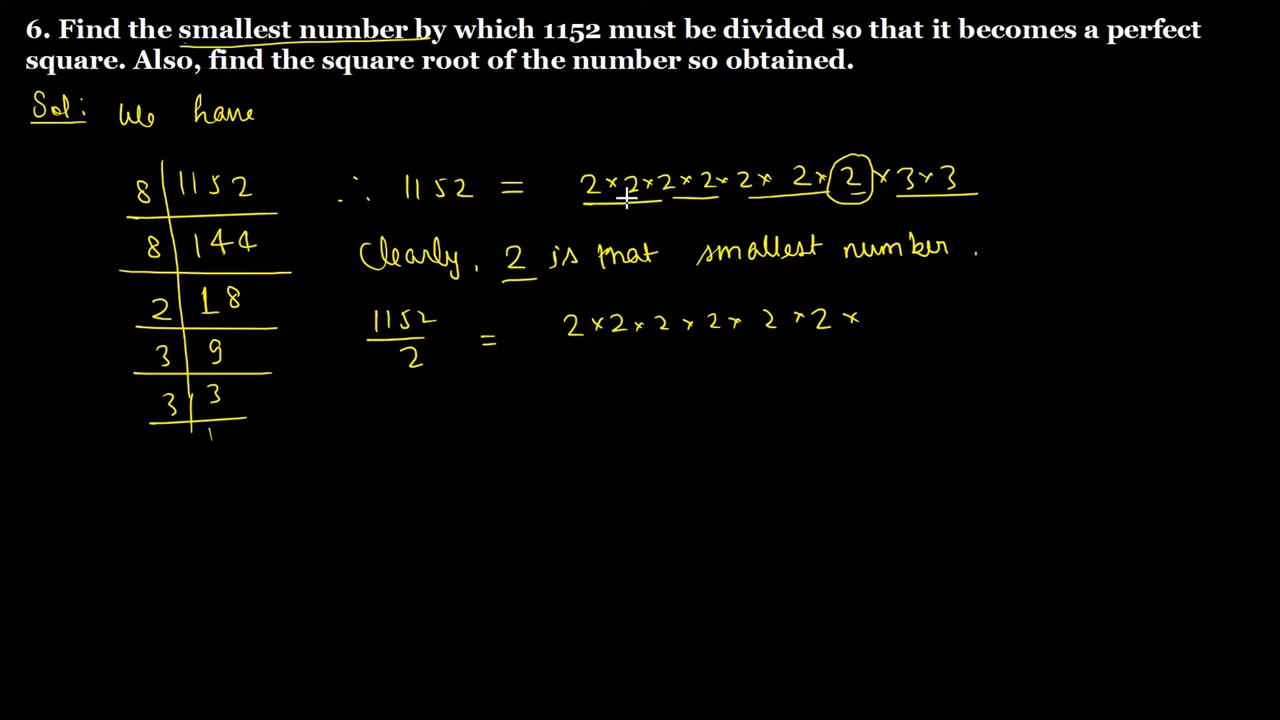 6. Find the smallest number by which 1152 must be divided so that it becomes a perfect
square. Also, find the square root of the number so obtained.
Sol: We have
8 | 1152
8 | 144
2 | 18
3 | 9
3 | 3
1
∴ 1152 = 2×2×2×2×2× 2×2×3×3
Clearly, 2 is that smallest number.
1152/2 = 2×2×2×2× 2×2×